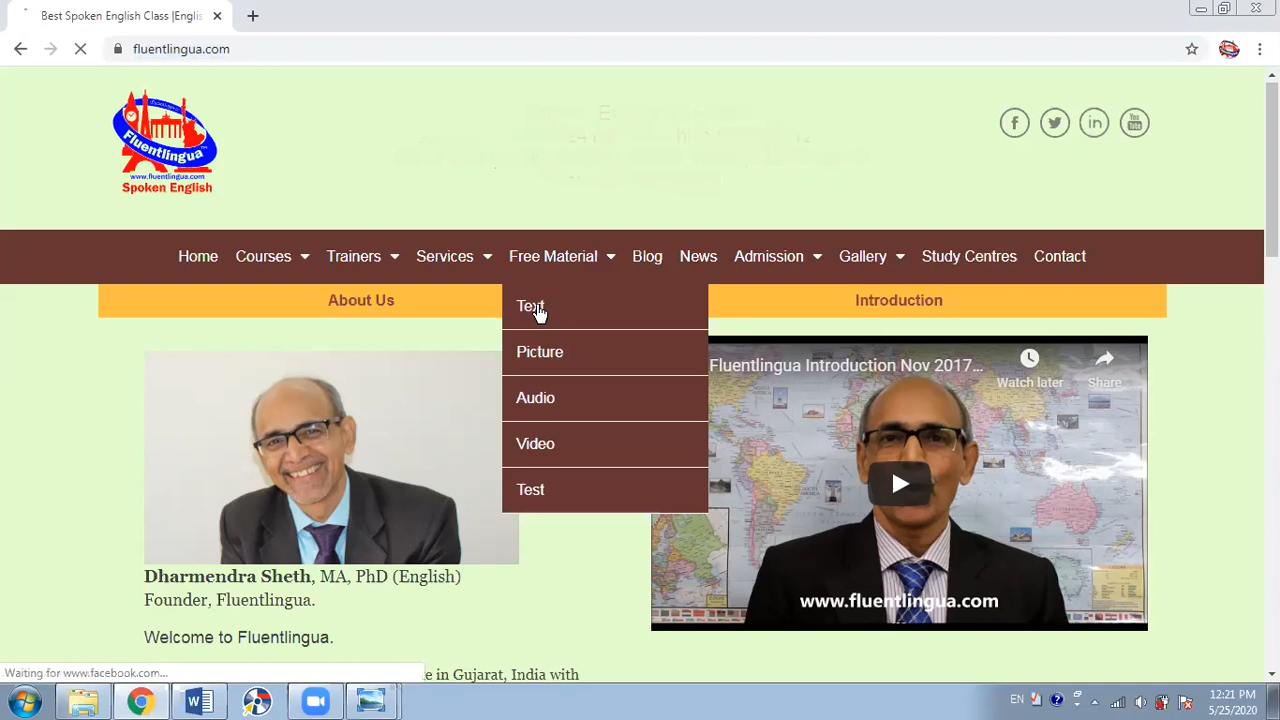 Best Spoken English Class |Englis
fluentlingua.com
Fluentlingua
www.fluentlingua.com
Spoken English
You Tube
Home Courses Trainers Services Free Material Blog News Admission Gallery Study Centres Contact
About Us
Introduction
Text
Picture
Audio
Video
Test
Fluentlingua Introduction Nov 2017...
Watch later
Share
www.fluentlingua.com
Dharmendra Sheth, MA, PhD (English)
Founder, Fluentlingua.
Welcome to Fluentlingua.
e in Gujarat, India with
Waiting for www.facebook.com...
EN
12:21 PM
5/25/2020